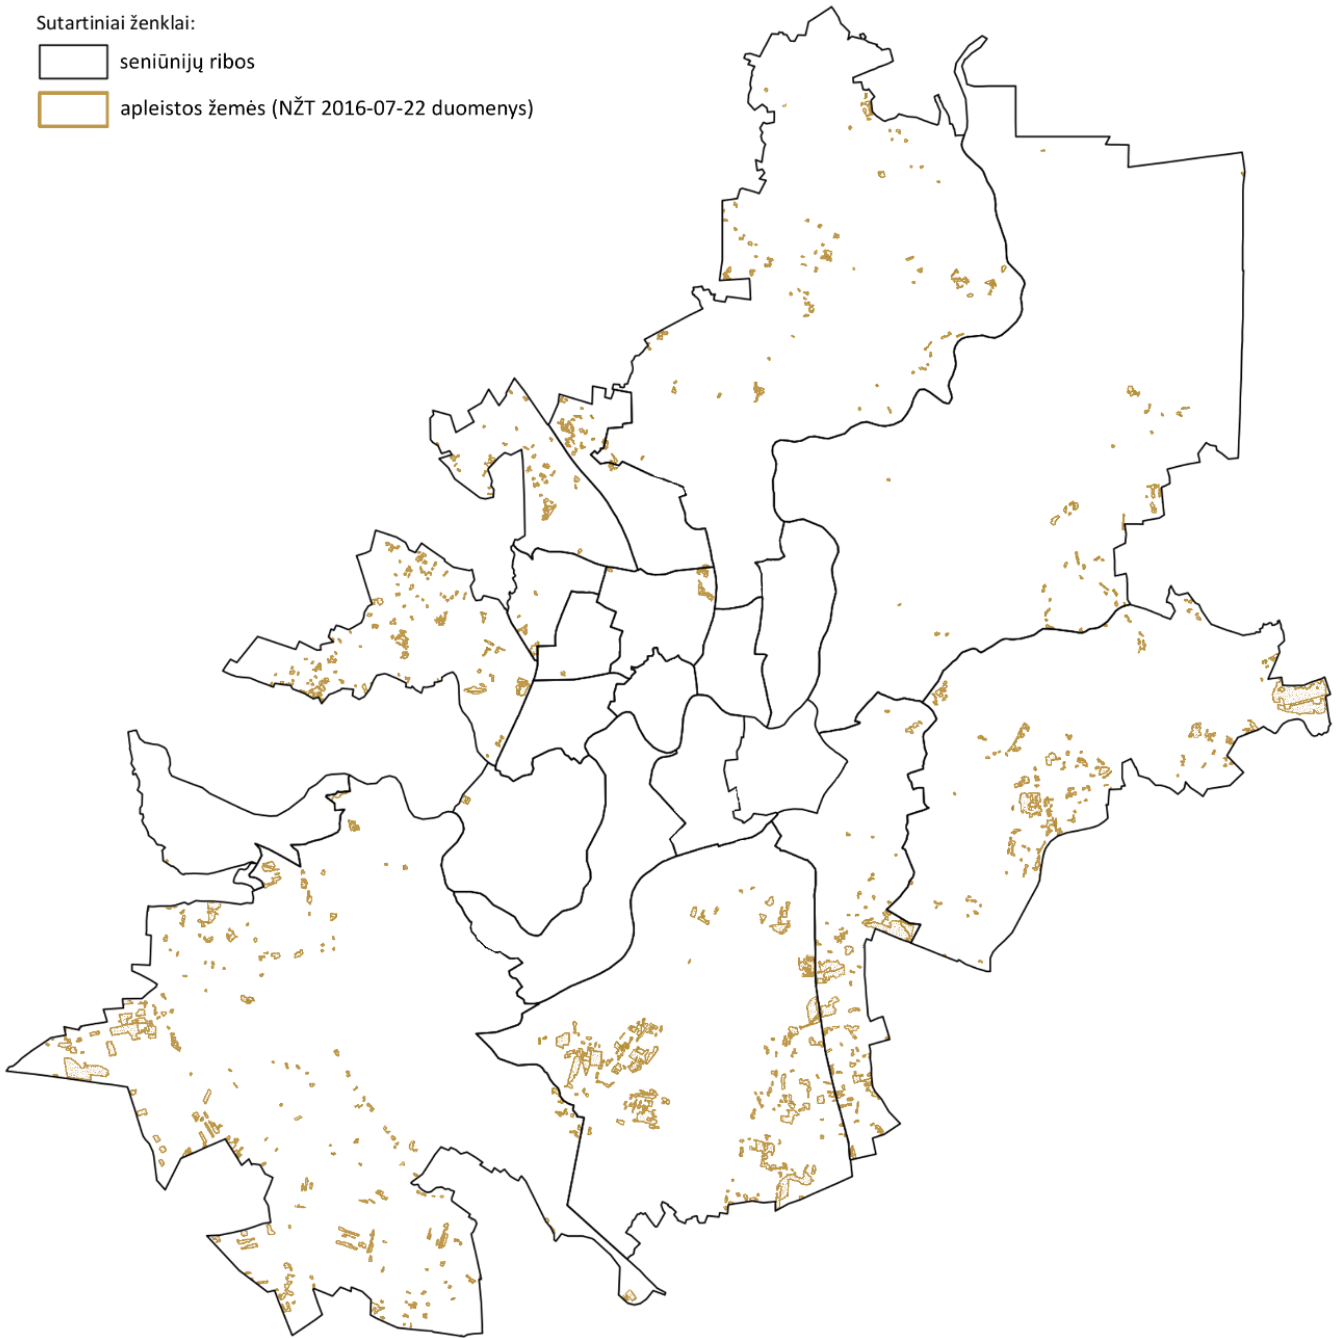 Sutartiniai ženklai:
seniūnijų ribos
apleistos žemės (NŽT 2016-07-22 duomenys)